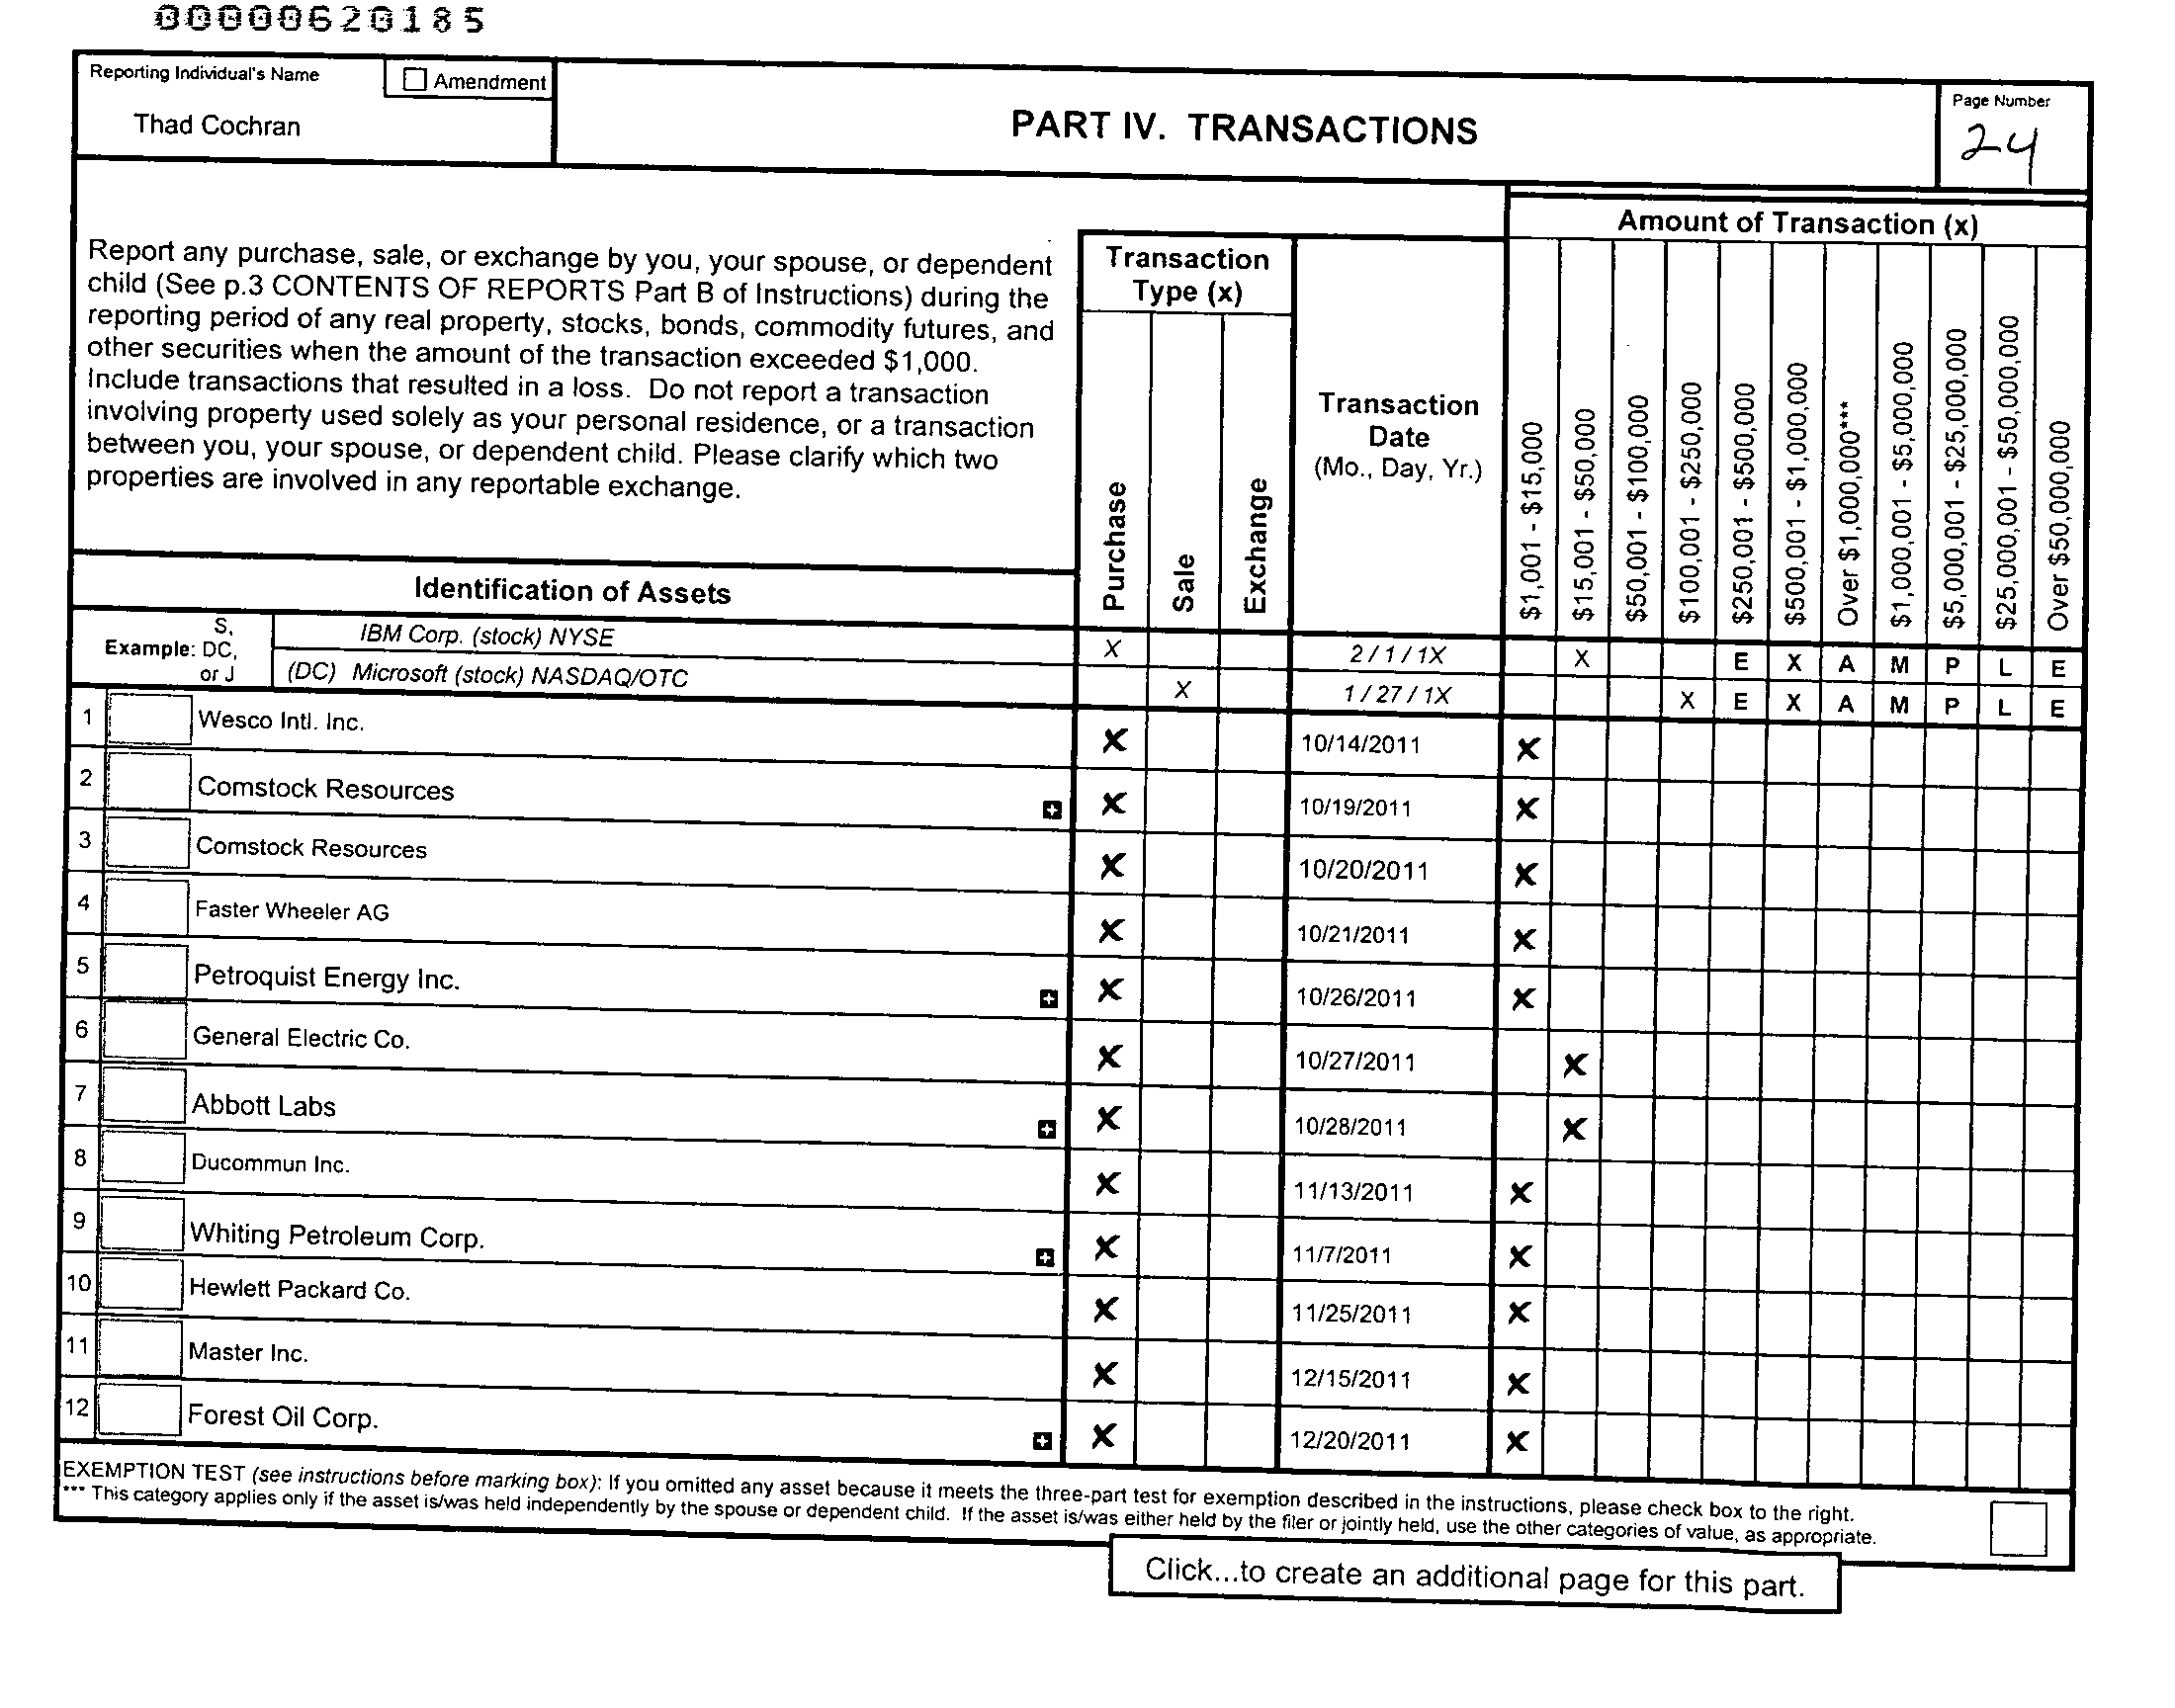 00000620185
Reporting Individual's Name
Amendment
Thad Cochran
PART IV. TRANSACTIONS
Page Number
24
Report any purchase, sale, or exchange by you, your spouse, or dependent
child (See p.3 CONTENTS OF REPORTS Part B of Instructions) during the
reporting period of any real property, stocks, bonds, commodity futures, and
other securities when the amount of the transaction exceeded $1,000.
Include transactions that resulted in a loss. Do not report a transaction
involving property used solely as your personal residence, or a transaction
between you, your spouse, or dependent child. Please clarify which two
properties are involved in any reportable exchange.
Transaction
Type (x)
Purchase
Sale
Exchange
Transaction
Date
(Mo., Day, Yr.)
Amount of Transaction (x)
$1,001 - $15,000
$15,001 - $50,000
$50,001 - $100,000
$100,001 - $250,000
$250,001 - $500,000
$500,001 - $1,000,000
Over $1,000,000***
$1,000,001 - $5,000,000
$5,000,001 - $25,000,000
$25,000,001 - $50,000,000
Over $50,000,000
Identification of Assets
Example:
S,
DC,
or J
IBM Corp. (stock) NYSE X 2 / 1 / 1X X E X A M P L E
(DC) Microsoft (stock) NASDAQ/OTC X 1 / 27 / 1X X E X A M P L E
1 Wesco Intl. Inc. X 10/14/2011 X
2 Comstock Resources X 10/19/2011 X
3 Comstock Resources X 10/20/2011 X
4 Faster Wheeler AG X 10/21/2011 X
5 Petroquist Energy Inc. X 10/26/2011 X
6 General Electric Co. X 10/27/2011 X
7 Abbott Labs X 10/28/2011 X
8 Ducommun Inc. X 11/13/2011 X
9 Whiting Petroleum Corp. X 11/7/2011 X
10 Hewlett Packard Co. X 11/25/2011 X
11 Master Inc. X 12/15/2011 X
12 Forest Oil Corp. X 12/20/2011 X
EXEMPTION TEST (see instructions before marking box): If you omitted any asset because it meets the three-part test for exemption described in the instructions, please check box to the right.
*** This category applies only if the asset is/was held independently by the spouse or dependent child. If the asset is/was either held by the filer or jointly held, use the other categories of value, as appropriate.
Click...to create an additional page for this part.